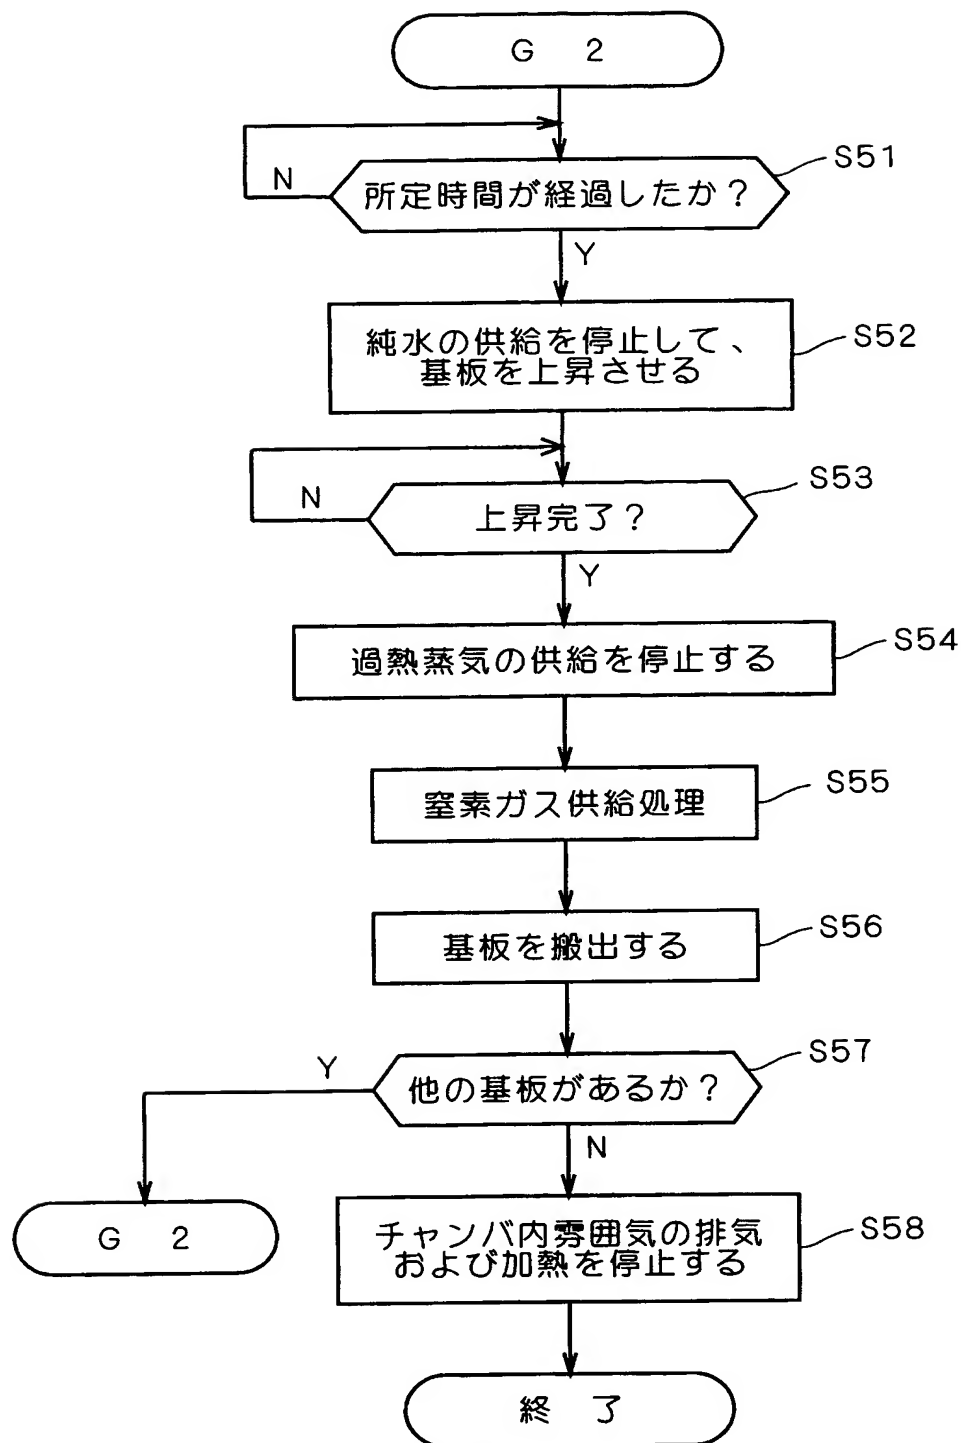 G 2
S51
N
所定時間が経過したか？
Y
S52
純水の供給を停止して、
基板を上昇させる
S53
N
上昇完了？
Y
S54
過熱蒸気の供給を停止する
S55
窒素ガス供給処理
S56
基板を搬出する
S57
Y
他の基板があるか？
N
G 2
S58
チャンバ内雰囲気の排気
および加熱を停止する
終 了